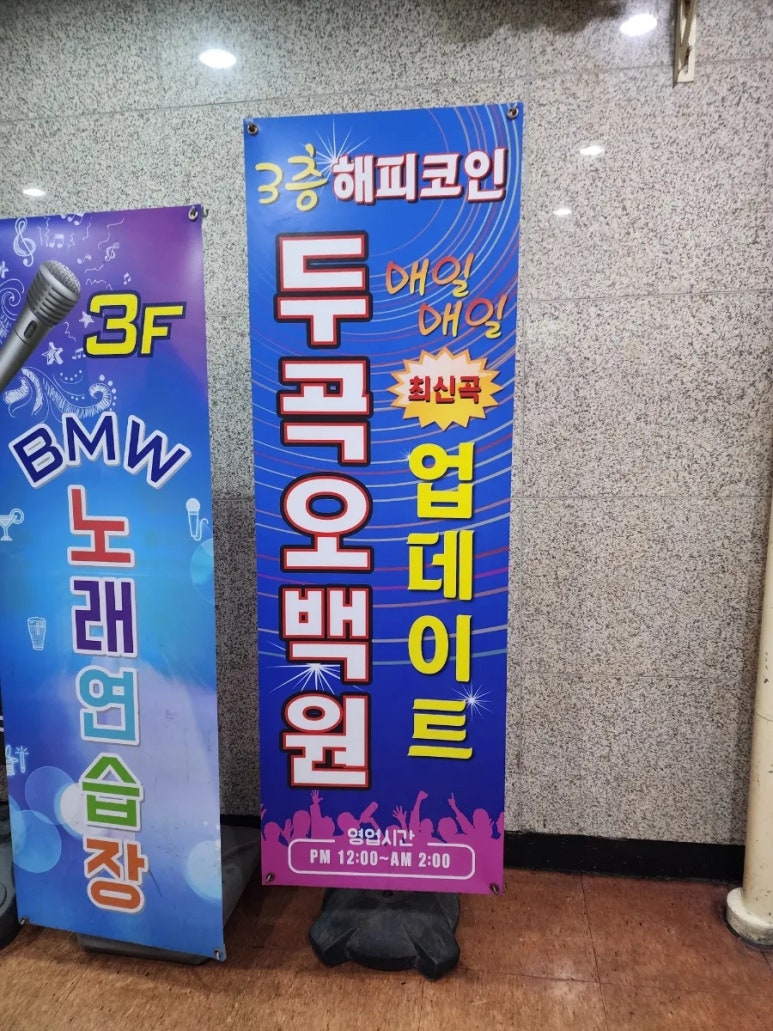 3F
BMW
노래연습장
3층 해피코인
두곡오백원
매일
매일
최신곡
업데이트
영업시간
PM 12:00~AM 2:00